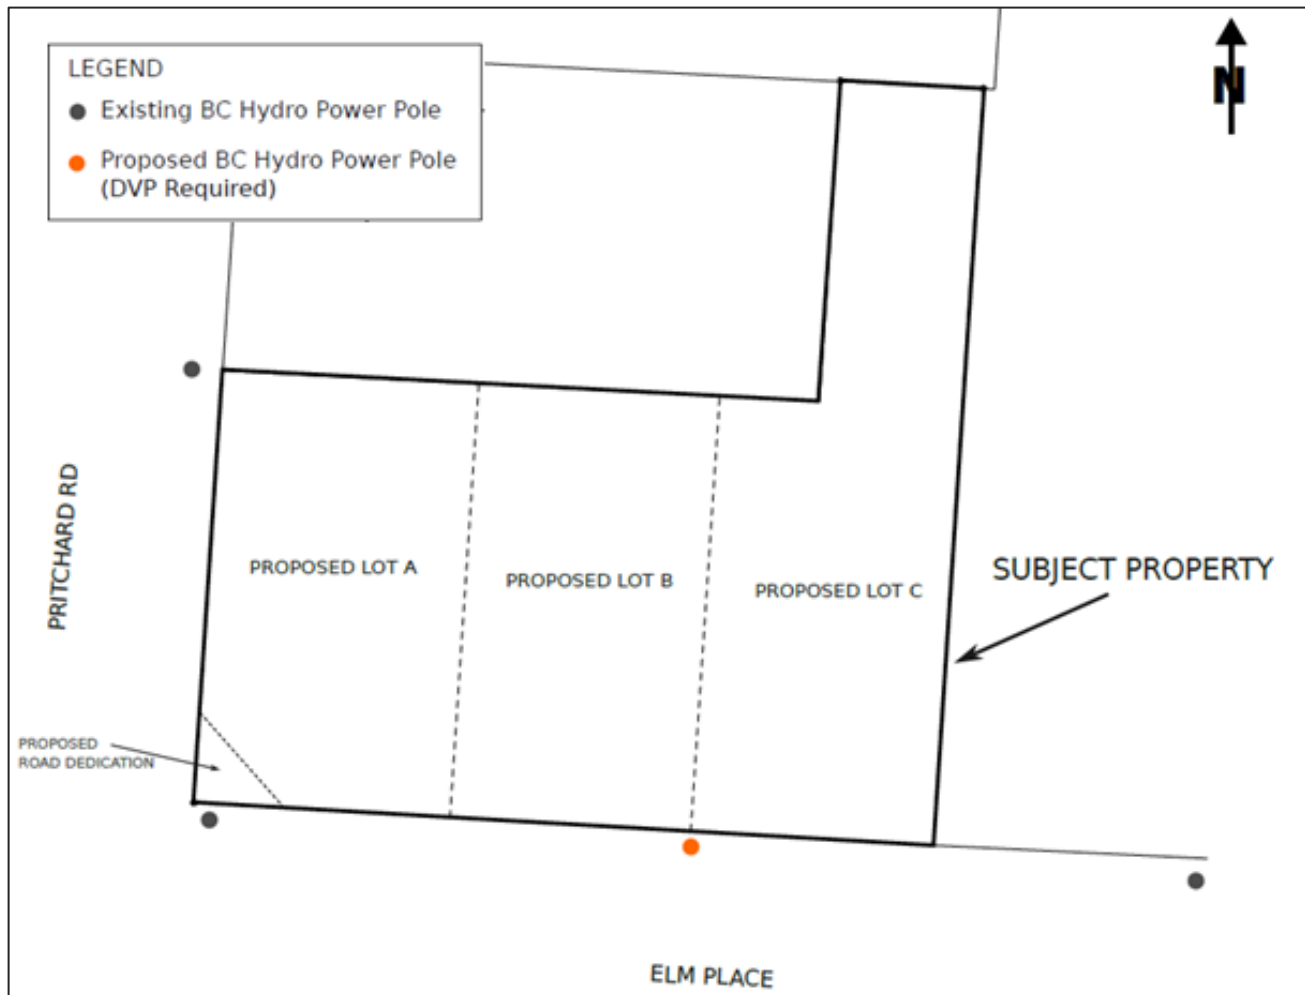 LEGEND
Existing BC Hydro Power Pole
Proposed BC Hydro Power Pole
(DVP Required)
N
PRITCHARD RD
PROPOSED LOT A
PROPOSED LOT B
PROPOSED LOT C
SUBJECT PROPERTY
PROPOSED
ROAD DEDICATION
ELM PLACE